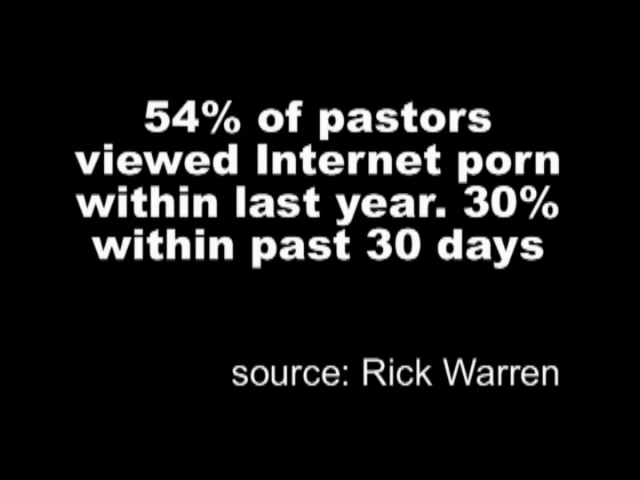 54% of pastors
viewed Internet porn
within last year. 30%
within past 30 days
source: Rick Warren